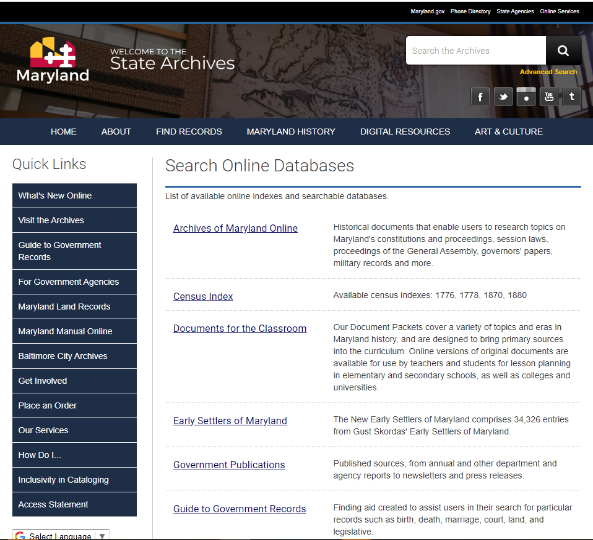 Maryland.gov Phone Directory State Agencies Online Services
Maryland
WELCOME TO THE
State Archives
Search the Archives
Advanced Search
HOME ABOUT FIND RECORDS MARYLAND HISTORY DIGITAL RESOURCES ART & CULTURE
Quick Links
What's New Online
Visit the Archives
Guide to Government
Records
For Government Agencies
Maryland Land Records
Maryland Manual Online
Baltimore City Archives
Get Involved
Place an Order
Our Services
How Do I...
Inclusivity in Cataloging
Access Statement
Select Language
Search Online Databases
List of available online indexes and searchable databases.
Archives of Maryland Online
Historical documents that enable users to research topics on
Maryland's constitutions and proceedings, session laws,
proceedings of the General Assembly, governors' papers,
military records and more.
Census Index
Available census indexes: 1776, 1778, 1870, 1880
Documents for the Classroom
Our Document Packets cover a variety of topics and eras in
Maryland history, and are designed to bring primary sources
into the curriculum. Online versions of original documents are
available for use by teachers and students for lesson planning
in elementary and secondary schools, as well as colleges and
universities.
Early Settlers of Maryland
The New Early Settlers of Maryland comprises 34,326 entries
from Gust Skordas' Early Settlers of Maryland.
Government Publications
Published sources, from annual and other department and
agency reports to newsletters and press releases.
Guide to Government Records
Finding aid created to assist users in their search for particular
records such as birth, death, marriage, court, land, and
legislative.